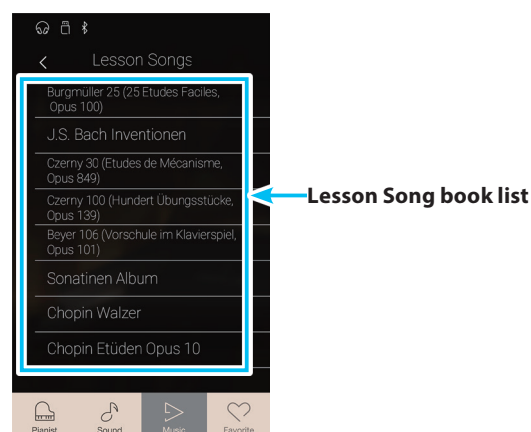 Lesson Songs
Burgmüller 25 (25 Etudes Faciles,
Opus 100)
J.S. Bach Inventionen
Czerny 30 (Etudes de Mécanisme,
Opus 849)
Lesson Song book list
Czerny 100 (Hundert Übungsstücke,
Opus 139)
Beyer 106 (Vorschule im Klavierspiel,
Opus 101)
Sonatinen Album
Chopin Walzer
Chopin Etüden Opus 10
Pianist
Sound
Music
Favorite